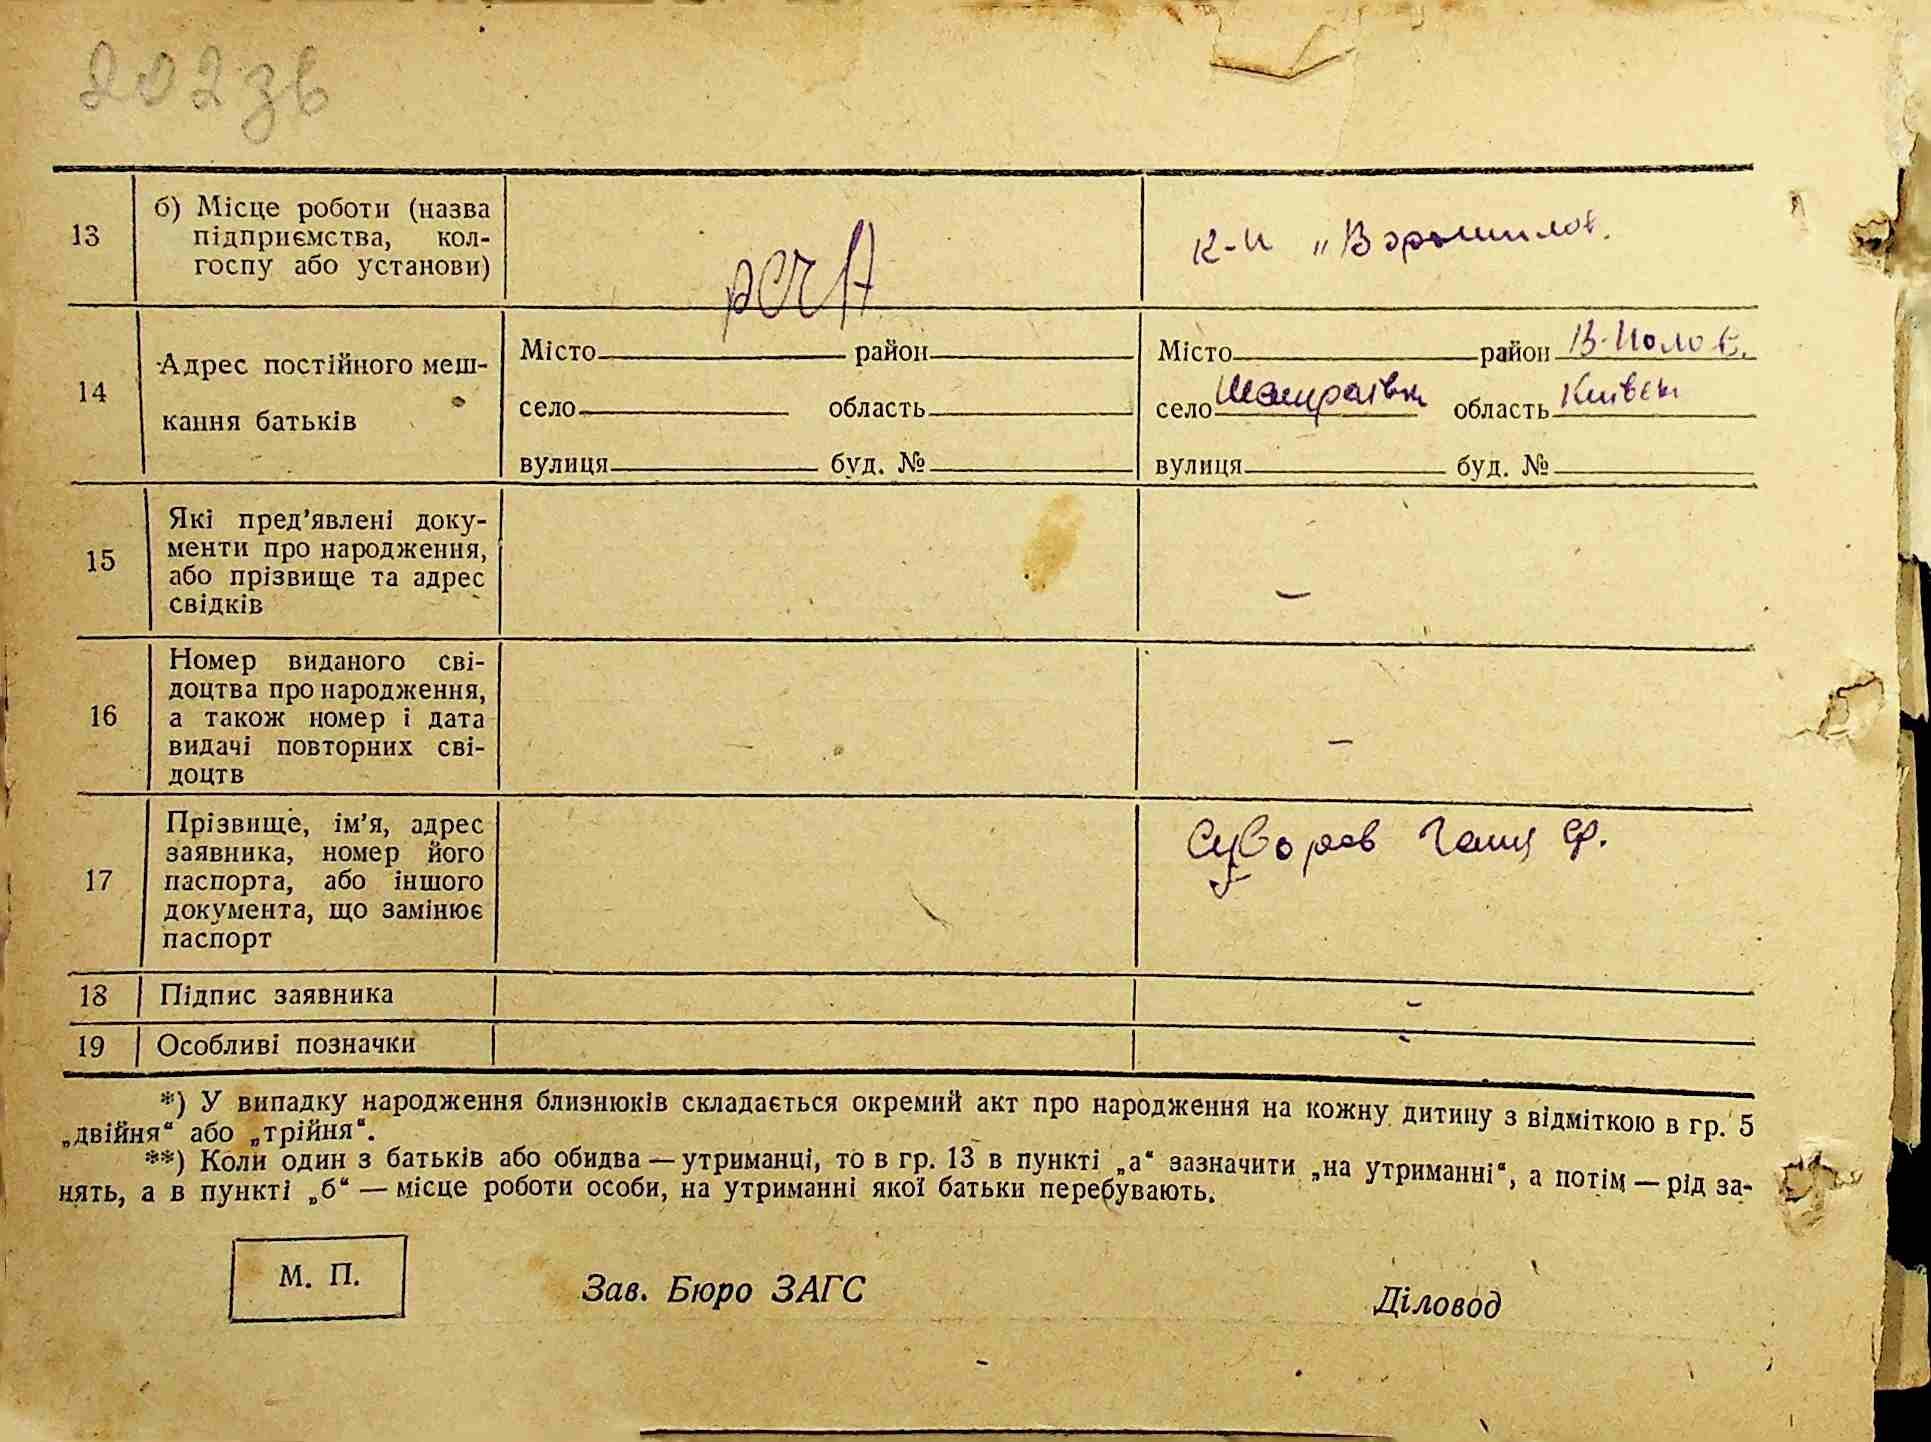 202 зв
13
б) Місце роботи (назва
підприємства, кол-
госпу або установи)
РСЧА
к-п „Ворошилов.
14
Адрес постійного меш-
кання батьків
Місто район
село область
вулиця буд. №
Місто район В-Полов.
село Шамраївка область Київськ
вулиця буд. №
15
Які пред'явлені доку-
менти про народження,
або прізвище та адрес
свідків
–
16
Номер виданого сві-
доцтва про народження,
а також номер і дата
видачі повторних сві-
доцтв
–
17
Прізвище, ім'я, адрес
заявника, номер його
паспорта, або іншого
документа, що замінює
паспорт
Суворов
18
Підпис заявника
–
19
Особливі позначки
-
*) У випадку народження близнюків складається окремий акт про народження на кожну дитину з відміткою в гр. 5
„двійня“ або „трійня“.
**) Коли один з батьків або обидва — утриманці, то в гр. 13 в пункті „а“ зазначити „на утриманні“, а потім — рід за-
нять, а в пункті „б“ — місце роботи особи, на утриманні якої батьки перебувають.
М. П.
Зав. Бюро ЗАГС
Діловод